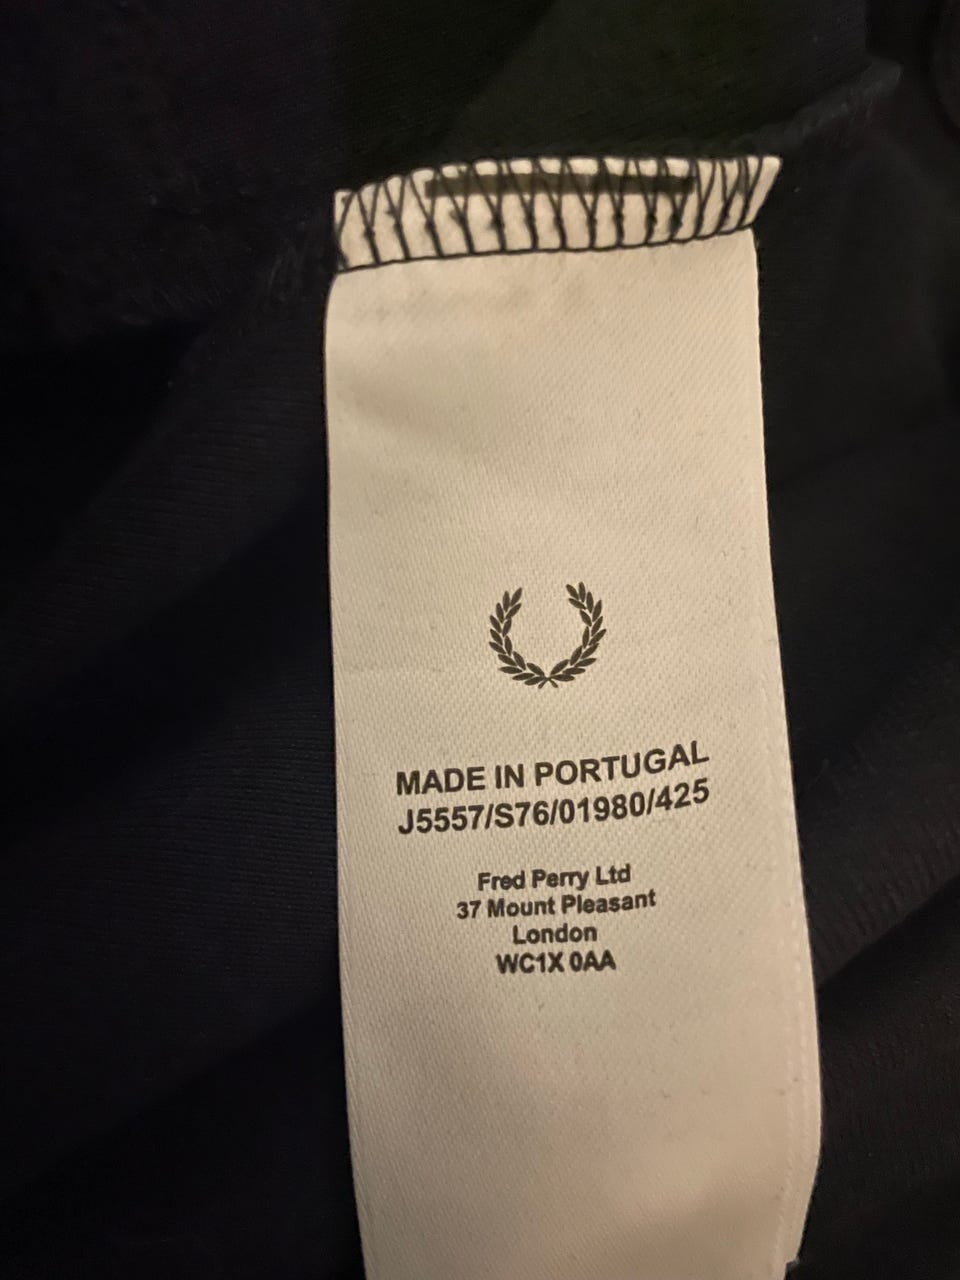 MADE IN PORTUGAL
J5557/S76/01980/425
Fred Perry Ltd
37 Mount Pleasant
London
WC1X 0AA